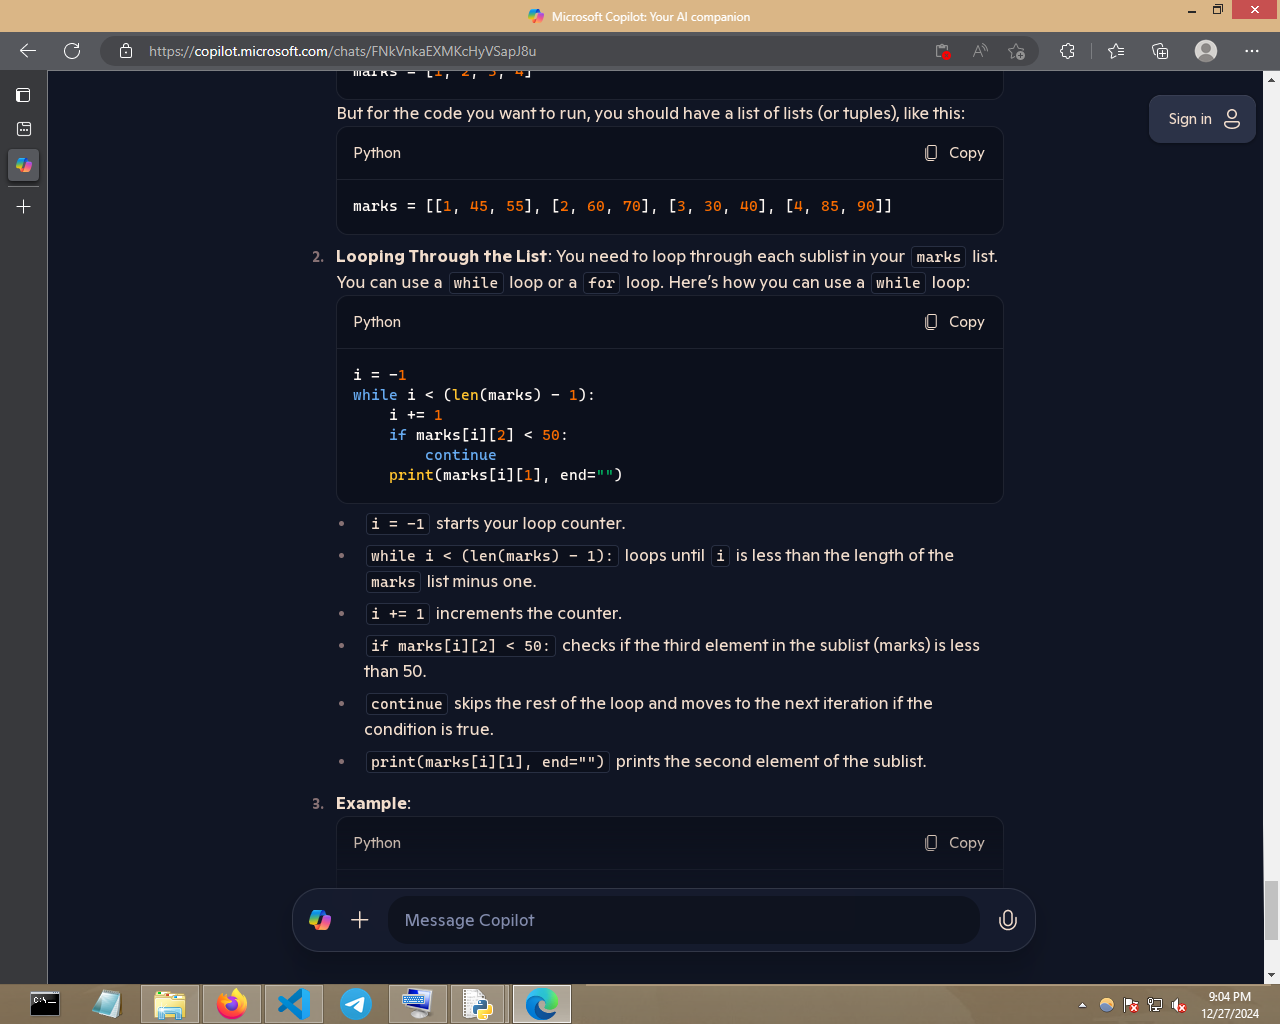 Microsoft Copilot: Your AI companion
https://copilot.microsoft.com/chats/FNkVnkaEXMKcHyVSapJ8u
marks = [1, 2, 3, 4]
But for the code you want to run, you should have a list of lists (or tuples), like this:
Sign in
Python
Copy
marks = [[1, 45, 55], [2, 60, 70], [3, 30, 40], [4, 85, 90]]
2. Looping Through the List: You need to loop through each sublist in your marks list.
You can use a while loop or a for loop. Here's how you can use a while loop:
Python
Copy
i = -1
while i < (len(marks) - 1):
    i += 1
    if marks[i][2] < 50:
        continue
    print(marks[i][1], end="")
• i = -1 starts your loop counter.
• while i < (len(marks) - 1): loops until i is less than the length of the
marks list minus one.
• i += 1 increments the counter.
• if marks[i][2] < 50: checks if the third element in the sublist (marks) is less
than 50.
• continue skips the rest of the loop and moves to the next iteration if the
condition is true.
• print(marks[i][1], end="") prints the second element of the sublist.
3. Example:
Python
Copy
Message Copilot
C:\_
9:04 PM
12/27/2024